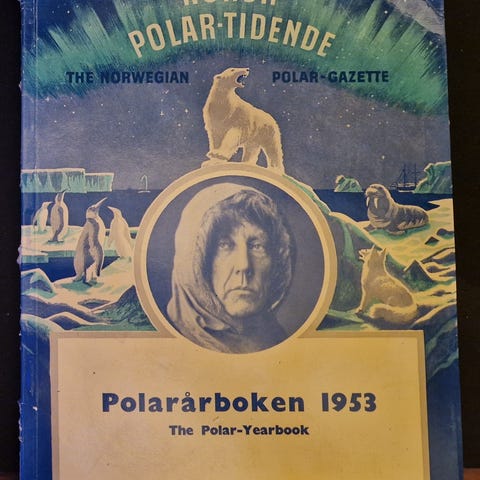 POLAR-TIDENDE
THE NORWEGIAN POLAR-GAZETTE
Polarårboken 1953
The Polar-Yearbook